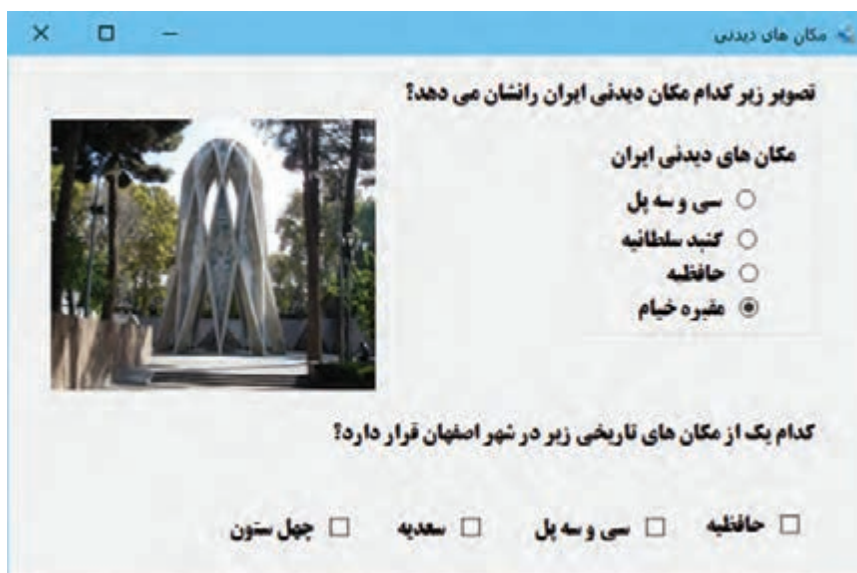 مکان های دیدنی
تصویر زیر کدام مکان دیدنی ایران رانشان می دهد؟
مکان های دیدنی ایران
سی و سه پل
گنبد سلطانیه
حافظیه
مقبره خیام
کدام یک از مکان های تاریخی زیر در شهر اصفهان قرار دارد؟
حافظیه سی و سه پل سعدیه چهل ستون